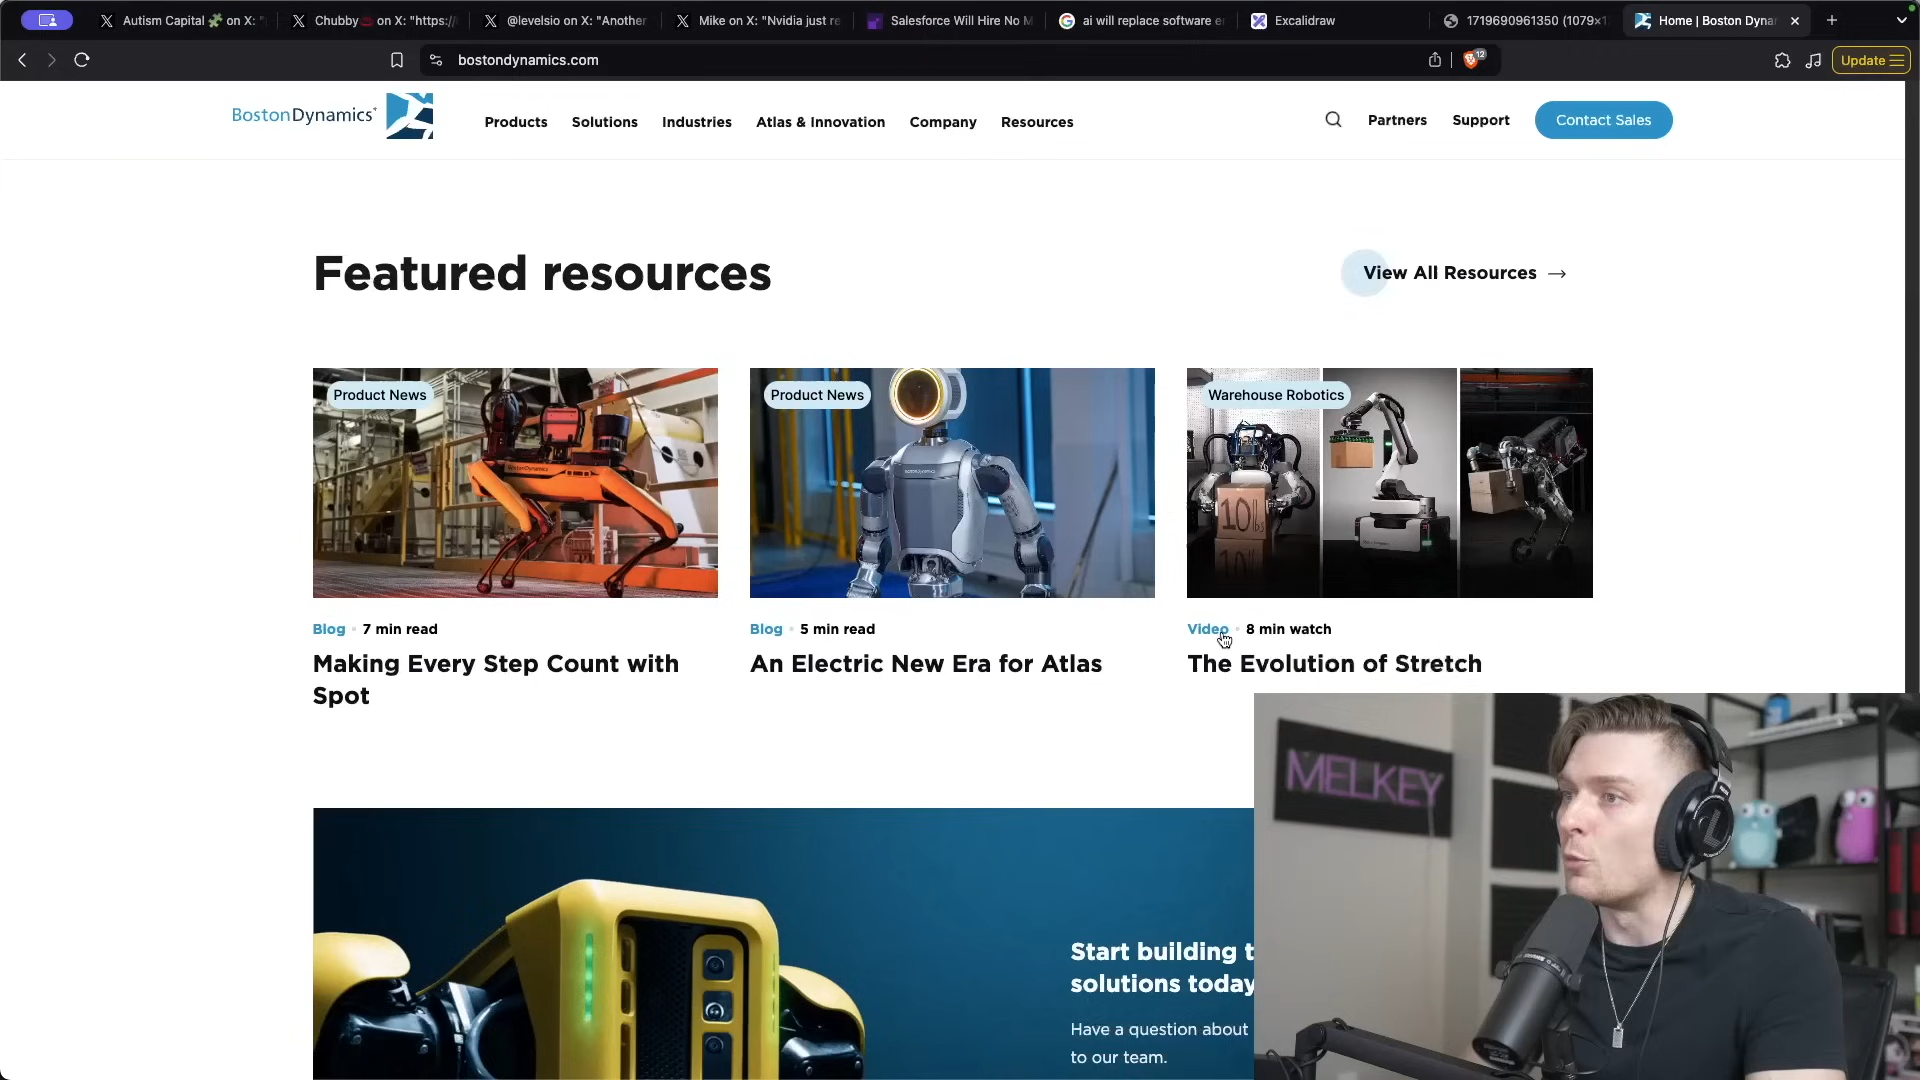 Autism Capital 🧩 on X: "
Chubby on X: "https://
@levelsio on X: "Another
Mike on X: "Nvidia just re
Salesforce Will Hire No M
ai will replace software e
Excalidraw
1719690961350 (1079×1
Home | Boston Dyna
bostondynamics.com
12
Update
BostonDynamics
Products
Solutions
Industries
Atlas & Innovation
Company
Resources
Partners
Support
Contact Sales
Featured resources
View All Resources →
Product News
Product News
Warehouse Robotics
10lbs
Blog • 7 min read
Blog • 5 min read
Video • 8 min watch
Making Every Step Count with
Spot
An Electric New Era for Atlas
The Evolution of Stretch
MELKEY
Start building t
solutions today
Have a question about
to our team.